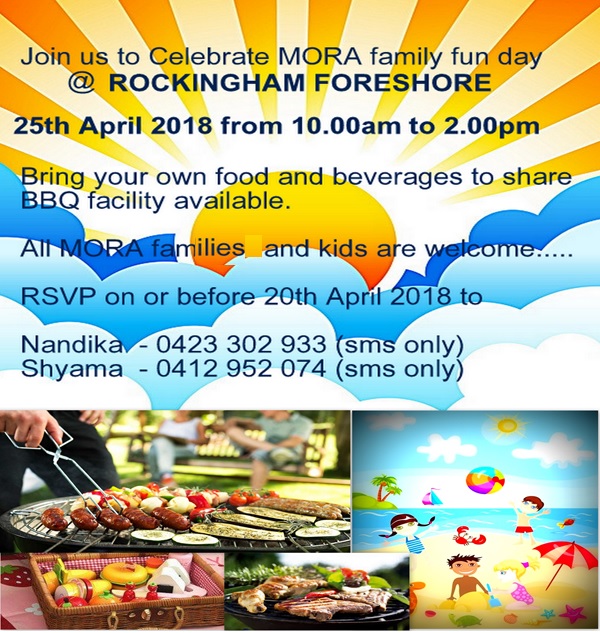 Join us to Celebrate MORA family fun day
@ ROCKINGHAM FORESHORE
25th April 2018 from 10.00am to 2.00pm
Bring your own food and beverages to share
BBQ facility available.
All MORA families and kids are welcome.....
RSVP on or before 20th April 2018 to
Nandika - 0423 302 933 (sms only)
Shyama - 0412 952 074 (sms only)